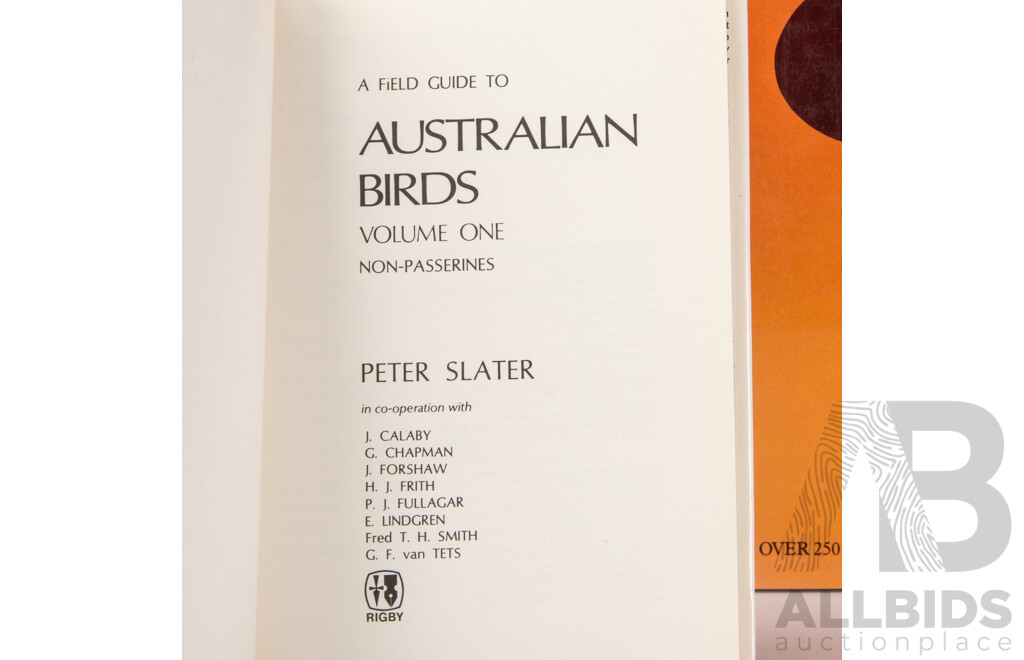 A FiELD GUIDE TO
AUSTRALIAN
BIRDS
VOLUME ONE
NON-PASSERINES
PETER SLATER
in co-operation with
J. CALABY
G. CHAPMAN
J. FORSHAW
H. J. FRITH
P. J. FULLAGAR
E. LINDGREN
Fred T. H. SMITH
G. F. van TETS
RIGBY
OVER 250
AB
ALLBIDS
auctionplace